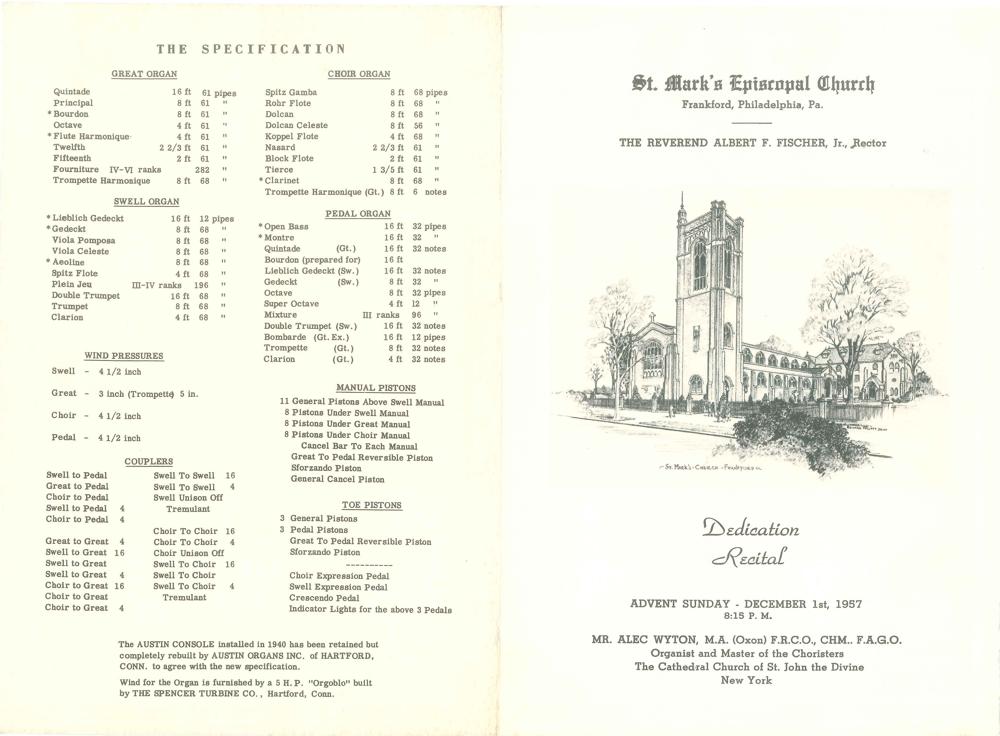 THE SPECIFICATION
GREAT ORGAN
Quintade 16 ft 61 pipes
Principal 8 ft 61 "
*Bourdon 8 ft 61 "
Octave 4 ft 61 "
*Flute Harmonique 4 ft 61 "
Twelfth 2 2/3 ft 61 "
Fifteenth 2 ft 61 "
Fourniture IV-VI ranks 282 "
Trompette Harmonique 8 ft 68 "
SWELL ORGAN
*Lieblich Gedeckt 16 ft 12 pipes
*Gedeckt 8 ft 68 "
Viola Pomposa 8 ft 68 "
Viola Celeste 8 ft 68 "
*Aeoline 8 ft 68 "
Spitz Flote 4 ft 68 "
Plein Jeu III-IV ranks 196 "
Double Trumpet 16 ft 68 "
Trumpet 8 ft 68 "
Clarion 4 ft 68 "
WIND PRESSURES
Swell - 4 1/2 inch
Great - 3 inch (Trompette) 5 in.
Choir - 4 1/2 inch
Pedal - 4 1/2 inch
COUPLERS
Swell to Pedal
Great to Pedal
Choir to Pedal
Swell to Pedal 4
Choir to Pedal 4
Great to Great 4
Swell to Great 16
Swell to Great
Swell to Great 4
Choir to Great 16
Choir to Great
Choir to Great 4
Swell To Swell 16
Swell To Swell 4
Swell Unison Off
Tremulant
Choir To Choir 16
Choir To Choir 4
Choir Unison Off
Swell To Choir 16
Swell To Choir
Swell To Choir 4
Tremulant
CHOIR ORGAN
Spitz Gamba 8 ft 68 pipes
Rohr Flote 8 ft 68 "
Dolcan 8 ft 68 "
Dolcan Celeste 8 ft 56 "
Koppel Flote 4 ft 68 "
Nasard 2 2/3 ft 61 "
Block Flote 2 ft 61 "
Tierce 1 3/5 ft 61 "
*Clarinet 8 ft 68 "
Trompette Harmonique (Gt.) 8 ft 6 notes
PEDAL ORGAN
*Open Bass 16 ft 32 pipes
*Montre 16 ft 32 "
Quintade (Gt.) 16 ft 32 notes
Bourdon (prepared for) 16 ft
Lieblich Gedeckt (Sw.) 16 ft 32 notes
Gedeckt (Sw.) 8 ft 32 "
Octave 8 ft 32 pipes
Super Octave 4 ft 12 "
Mixture III ranks 96 "
Double Trumpet (Sw.) 16 ft 32 notes
Bombarde (Gt. Ex.) 16 ft 12 pipes
Trompette (Gt.) 8 ft 32 notes
Clarion (Gt.) 4 ft 32 notes
MANUAL PISTONS
11 General Pistons Above Swell Manual
8 Pistons Under Swell Manual
8 Pistons Under Great Manual
8 Pistons Under Choir Manual
Cancel Bar To Each Manual
Great To Pedal Reversible Piston
Sforzando Piston
General Cancel Piston
TOE PISTONS
3 General Pistons
3 Pedal Pistons
Great To Pedal Reversible Piston
Sforzando Piston
----------
Choir Expression Pedal
Swell Expression Pedal
Crescendo Pedal
Indicator Lights for the above 3 Pedals
The AUSTIN CONSOLE installed in 1940 has been retained but
completely rebuilt by AUSTIN ORGANS INC. of HARTFORD,
CONN. to agree with the new specification.
Wind for the Organ is furnished by a 5 H. P. "Orgoblo" built
by THE SPENCER TURBINE CO., Hartford, Conn.
St. Mark's Episcopal Church
Frankford, Philadelphia, Pa.
THE REVEREND ALBERT F. FISCHER, Jr., Rector
St. Mark's - Church - Frankford
Dedication
Recital
ADVENT SUNDAY - DECEMBER 1st, 1957
8:15 P. M.
MR. ALEC WYTON, M.A. (Oxon) F.R.C.O., CHM.. F.A.G.O.
Organist and Master of the Choristers
The Cathedral Church of St. John the Divine
New York